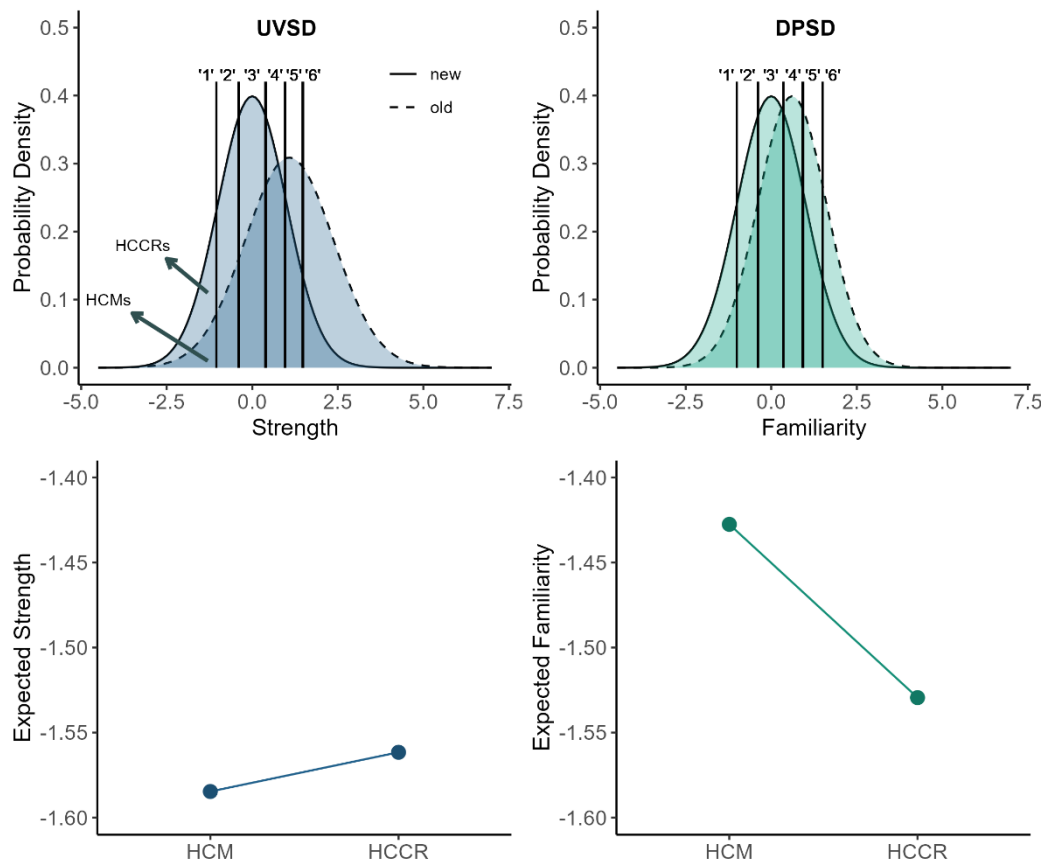 UVSD
0.5
0.4
0.3
0.2
0.1
0.0
Probability Density
'1' '2' '3' '4' '5' '6'
new
old
HCCRs
HCMs
-5.0 -2.5 0.0 2.5 5.0 7.5
Strength
DPSD
0.5
0.4
0.3
0.2
0.1
0.0
Probability Density
'1' '2' '3' '4' '5' '6'
-5.0 -2.5 0.0 2.5 5.0 7.5
Familiarity
-1.40
-1.45
-1.50
-1.55
-1.60
Expected Strength
HCM HCCR
-1.40
-1.45
-1.50
-1.55
-1.60
Expected Familiarity
HCM HCCR